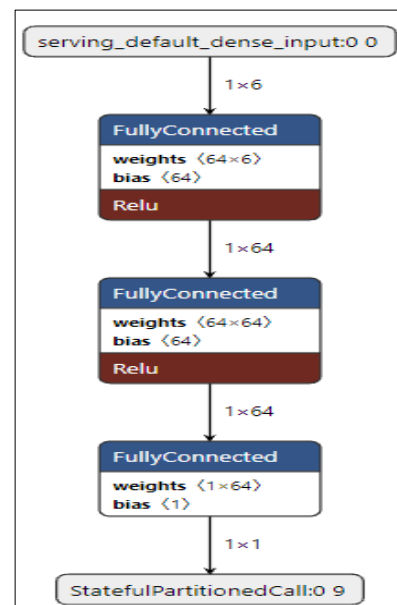 serving_default_dense_input:0 0
1×6
FullyConnected
weights ⟨64×6⟩
bias ⟨64⟩
Relu
1×64
FullyConnected
weights ⟨64×64⟩
bias ⟨64⟩
Relu
1×64
FullyConnected
weights ⟨1×64⟩
bias ⟨1⟩
1×1
StatefulPartitionedCall:0 9